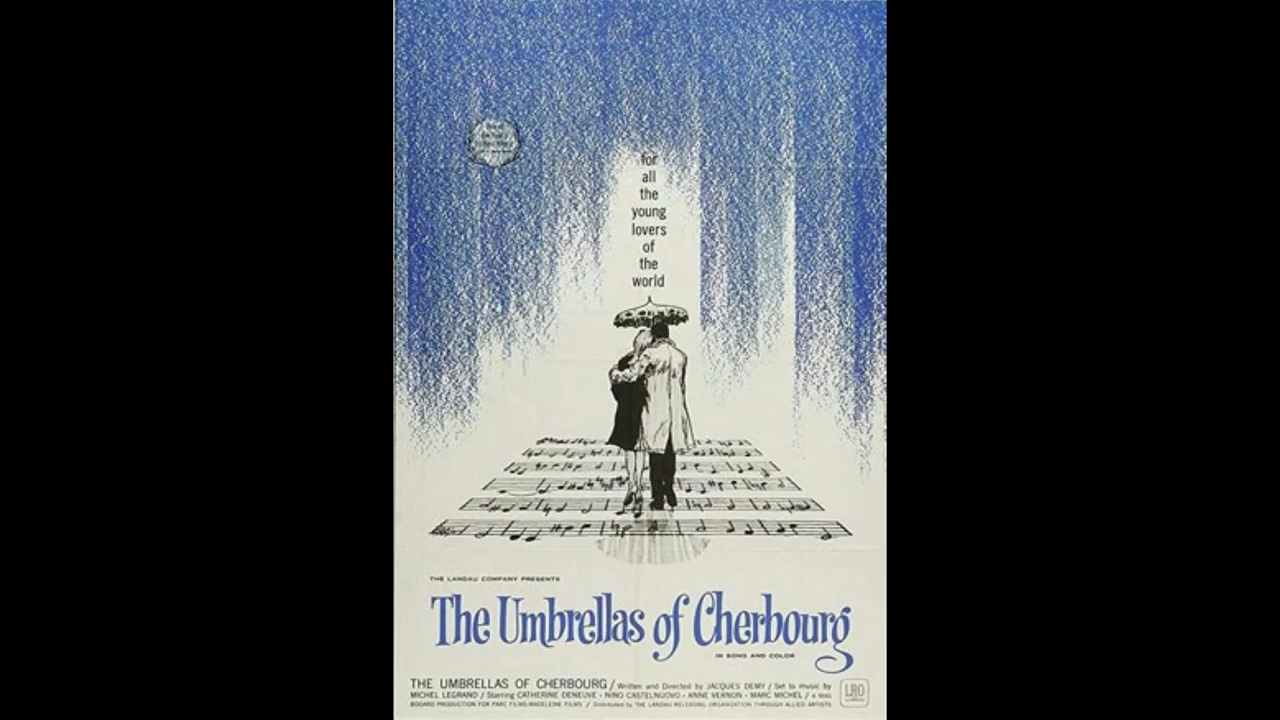 for
all
the
young
lovers
of
the
world
THE LANDAU COMPANY PRESENTS
The Umbrellas of Cherbourg
IN SONG AND COLOR
THE UMBRELLAS OF CHERBOURG / Written and Directed by JACQUES DEMY / Set to music by
MICHEL LEGRAND / Starring CATHERINE DENEUVE - NINO CASTELNUOVO - ANNE VERNON - MARC MICHEL / A MAG
BODARD PRODUCTION FOR PARC FILMS/MADELEINE FILMS / Distributed by THE LANDAU RELEASING ORGANIZATION THROUGH ALLIED ARTISTS
LRO